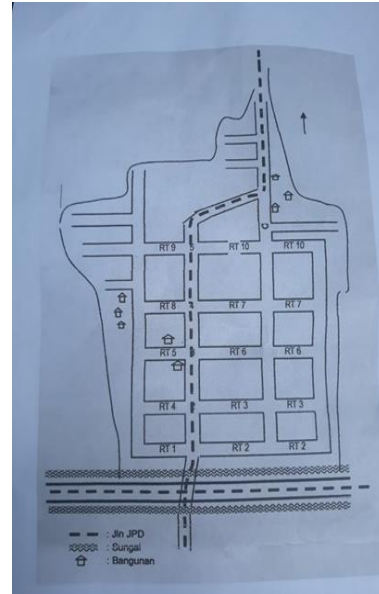 RT 9 5 RT 10 RT 10
RT 8 RT 7 RT 7
RT 5 RT 6 RT 6
RT 4 RT 3 RT 3
RT 1 RT 2 RT 2
: Jln JPD
: Sungai
: Bangunan